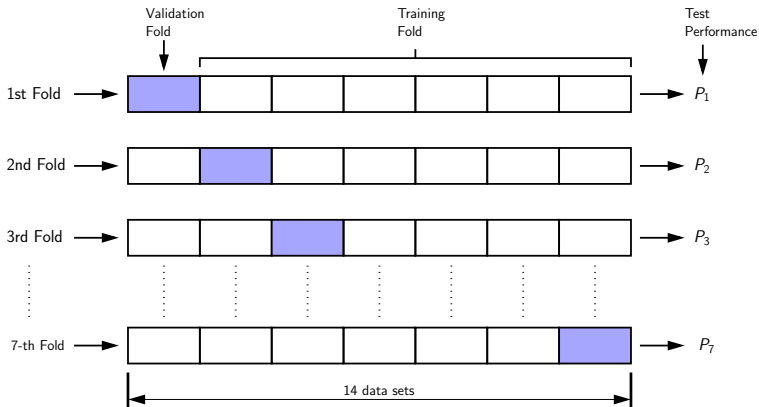 Validation
Fold
Training
Fold
Test
Performance
1st Fold
P1
2nd Fold
P2
3rd Fold
P3
7-th Fold
P7
14 data sets